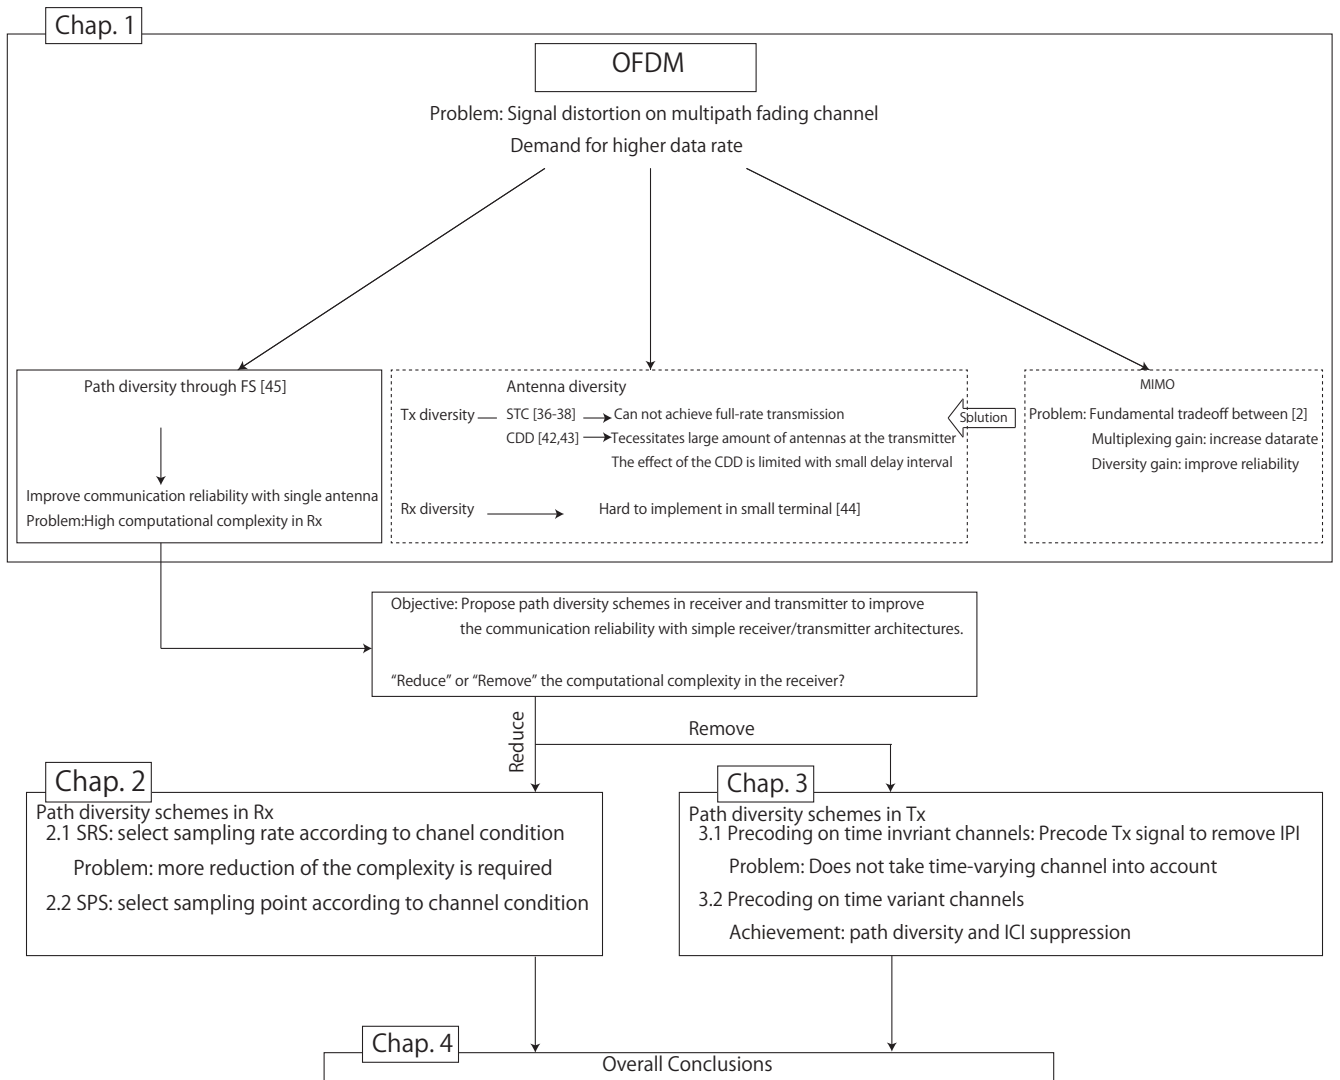 Chap. 1
OFDM
Problem: Signal distortion on multipath fading channel
Demand for higher data rate
Path diversity through FS [45]
Improve communication reliability with single antenna
Problem:High computational complexity in Rx
Antenna diversity
Tx diversity
STC [36-38]
Can not achieve full-rate transmission
CDD [42,43]
Tecessitates large amount of antennas at the transmitter
The effect of the CDD is limited with small delay interval
Rx diversity
Hard to implement in small terminal [44]
Solution
MIMO
Problem: Fundamental tradeoff between [2]
Multiplexing gain: increase datarate
Diversity gain: improve reliability
Objective: Propose path diversity schemes in receiver and transmitter to improve
the communication reliability with simple receiver/transmitter architectures.
“Reduce” or “Remove” the computational complexity in the receiver?
Reduce
Remove
Chap. 2
Path diversity schemes in Rx
2.1 SRS: select sampling rate according to chanel condition
Problem: more reduction of the complexity is required
2.2 SPS: select sampling point according to channel condition
Chap. 3
Path diversity schemes in Tx
3.1 Precoding on time invriant channels: Precode Tx signal to remove IPI
Problem: Does not take time-varying channel into account
3.2 Precoding on time variant channels
Achievement: path diversity and ICI suppression
Chap. 4
Overall Conclusions